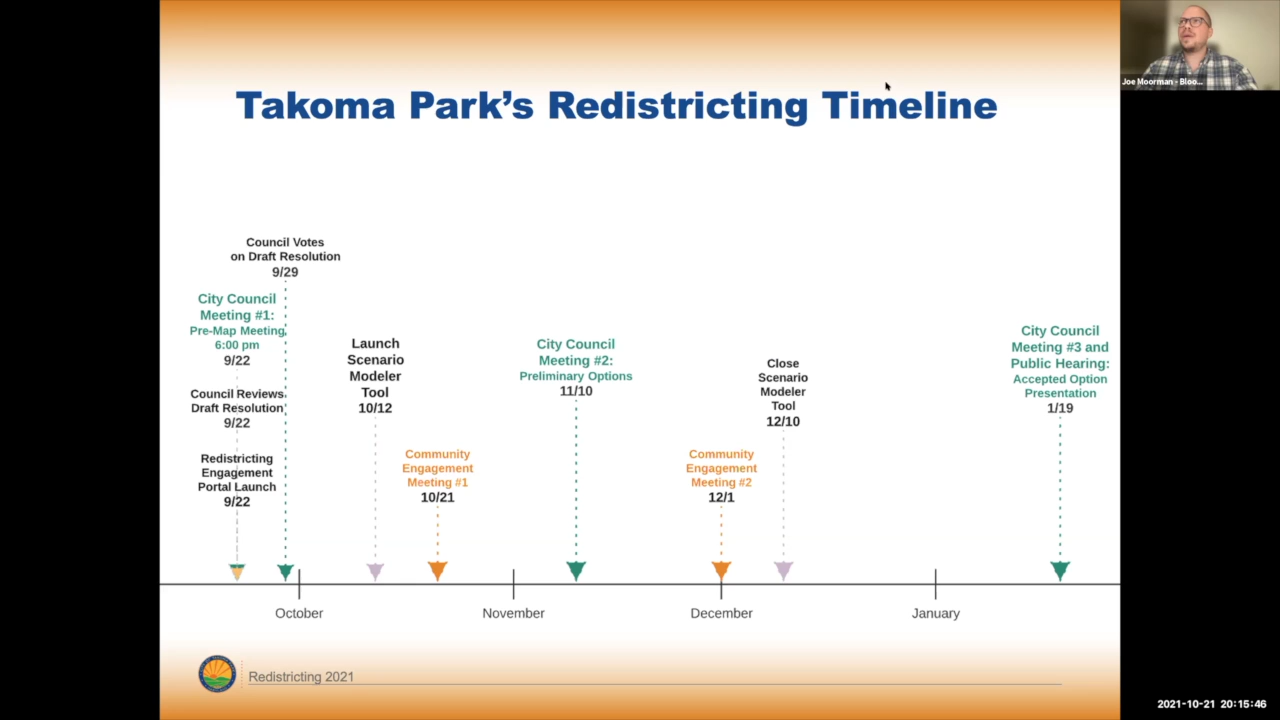 Takoma Park's Redistricting Timeline
Joe Moorman - Bloo...
Council Votes
on Draft Resolution
9/29
City Council
Meeting #1:
Pre-Map Meeting
6:00 pm
9/22
Council Reviews
Draft Resolution
9/22
Redistricting
Engagement
Portal Launch
9/22
Launch
Scenario
Modeler
Tool
10/12
Community
Engagement
Meeting #1
10/21
City Council
Meeting #2:
Preliminary Options
11/10
Community
Engagement
Meeting #2
12/1
Close
Scenario
Modeler
Tool
12/10
City Council
Meeting #3 and
Public Hearing:
Accepted Option
Presentation
1/19
October
November
December
January
Redistricting 2021
2021-10-21 20:15:46